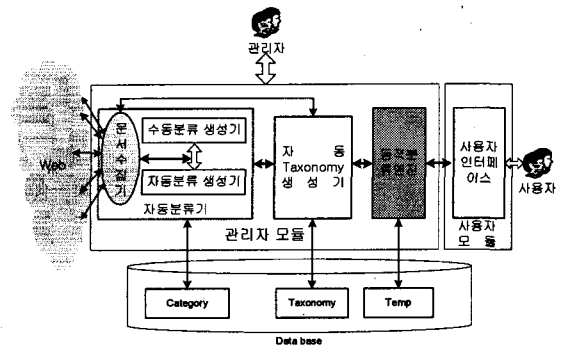 관리자
Web
문서수집기
수동분류 생성기
자동분류 생성기
자동분류기
자 동
Taxonomy
생 성 기
사용자
인터페
이스
사용자
사용자
모 듈
관리자 모듈
Category
Taxonomy
Temp
Data base